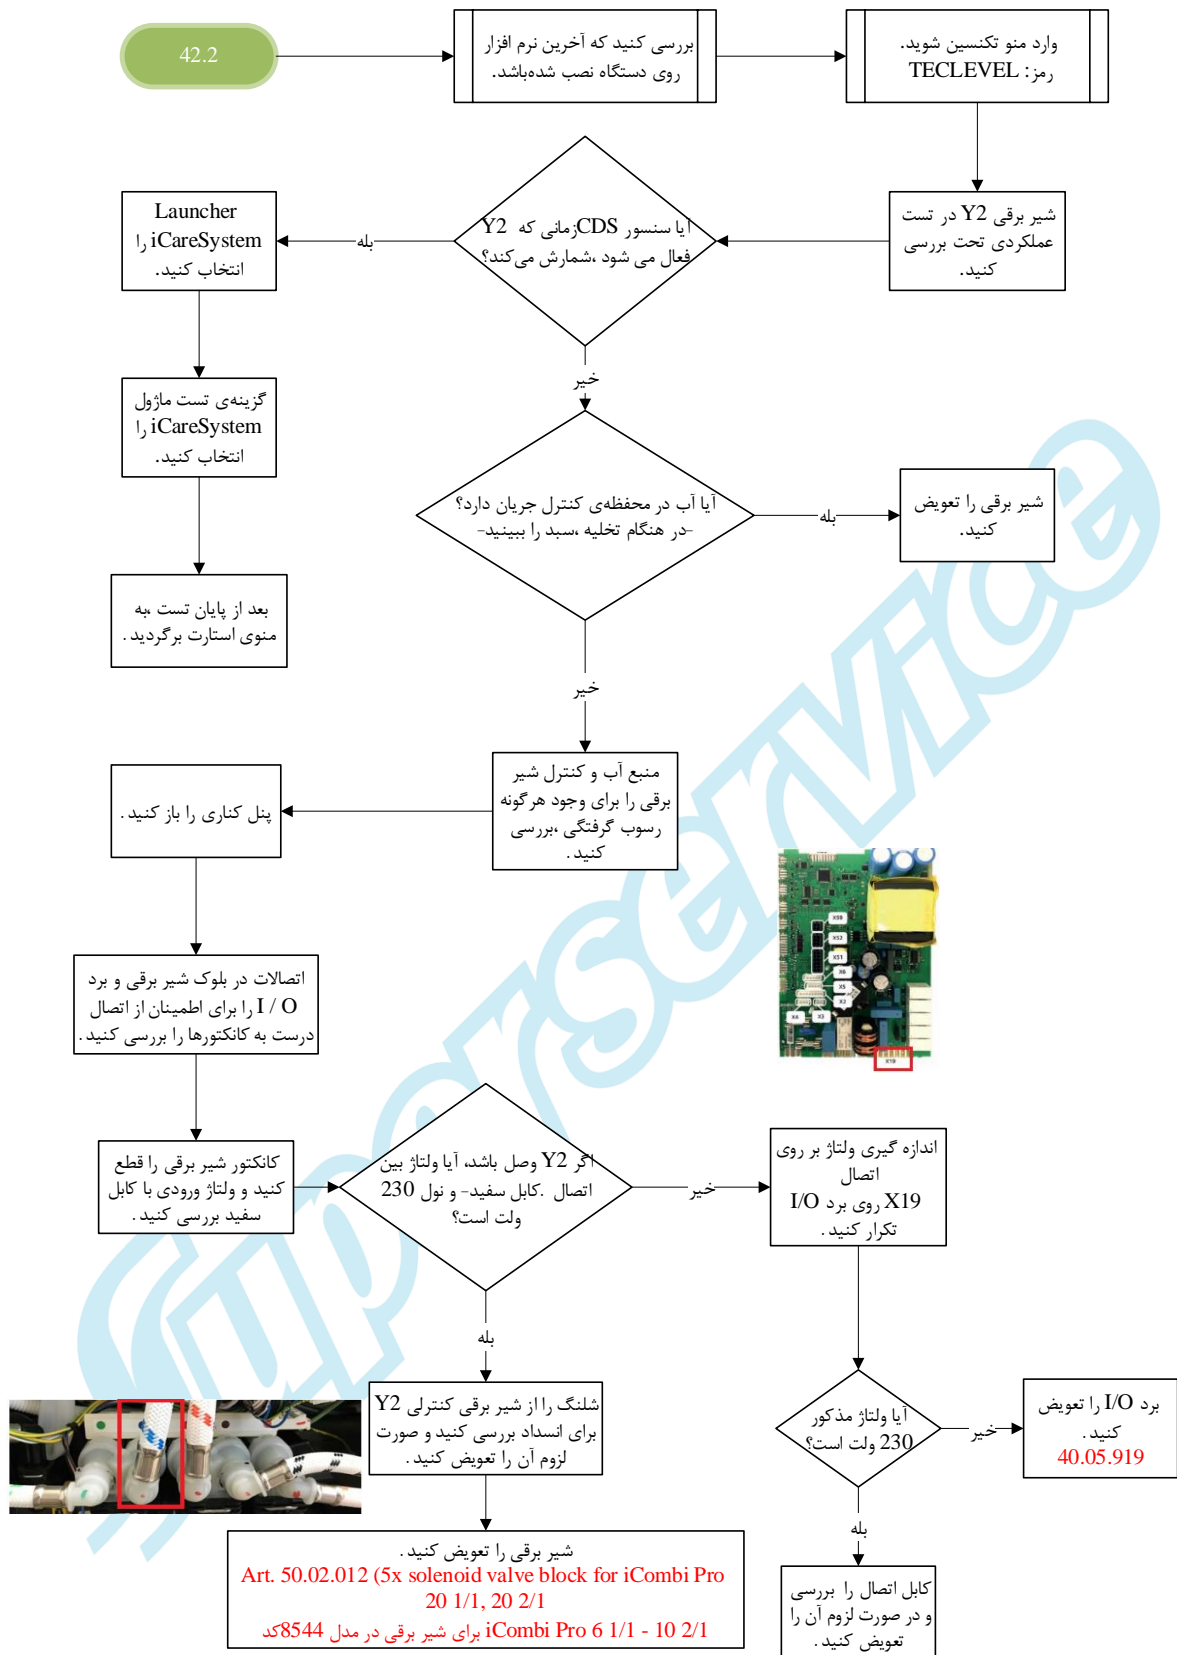 42.2
بررسی کنید که آخرین نرم افزار
روی دستگاه نصب شدهباشد.
وارد منو تکنسین شوید.
رمز: TECLEVEL
شیر برقی Y2 در تست
عملکردی تحت بررسی
کنید.
آیا سنسور CDSزمانی که Y2
فعال می شود ،شمارش می‌کند؟
بله
Launcher
iCareSystem را
انتخاب کنید.
گزینه‌ی تست ماژول
iCareSystem را
انتخاب کنید.
بعد از پایان تست ،به
منوی استارت برگردید.
خیر
آیا آب در محفظه‌ی کنترل جریان دارد؟
-در هنگام تخلیه ،سبد را ببینید-
بله
شیر برقی را تعویض
کنید.
خیر
منبع آب و کنترل شیر
برقی را برای وجود هرگونه
رسوب گرفتگی ،بررسی
کنید.
پنل کناری را باز کنید.
اتصالات در بلوک شیر برقی و برد
I / O را برای اطمینان از اتصال
درست به کانکتورها را بررسی کنید.
کانکتور شیر برقی را قطع
کنید و ولتاژ ورودی با کابل
سفید بررسی کنید.
اگر Y2 وصل باشد، آیا ولتاژ بین
اتصال .کابل سفید- و نول 230
ولت است؟
خیر
اندازه گیری ولتاژ بر روی
اتصال
X19 روی برد I/O
تکرار کنید.
بله
شلنگ را از شیر برقی کنترلی Y2
برای انسداد بررسی کنید و صورت
لزوم آن را تعویض کنید.
شیر برقی را تعویض کنید.
Art. 50.02.012 (5x solenoid valve block for iCombi Pro
20 1/1, 20 2/1
iCombi Pro 6 1/1 - 10 2/1 برای شیر برقی در مدل 8544کد
آیا ولتاژ مذکور
230 ولت است؟
خیر
برد I/O را تعویض
کنید.
40.05.919
بله
کابل اتصال را بررسی
و در صورت لزوم آن را
تعویض کنید.
X52
X51
X6
X5
X3
X19
Superservice